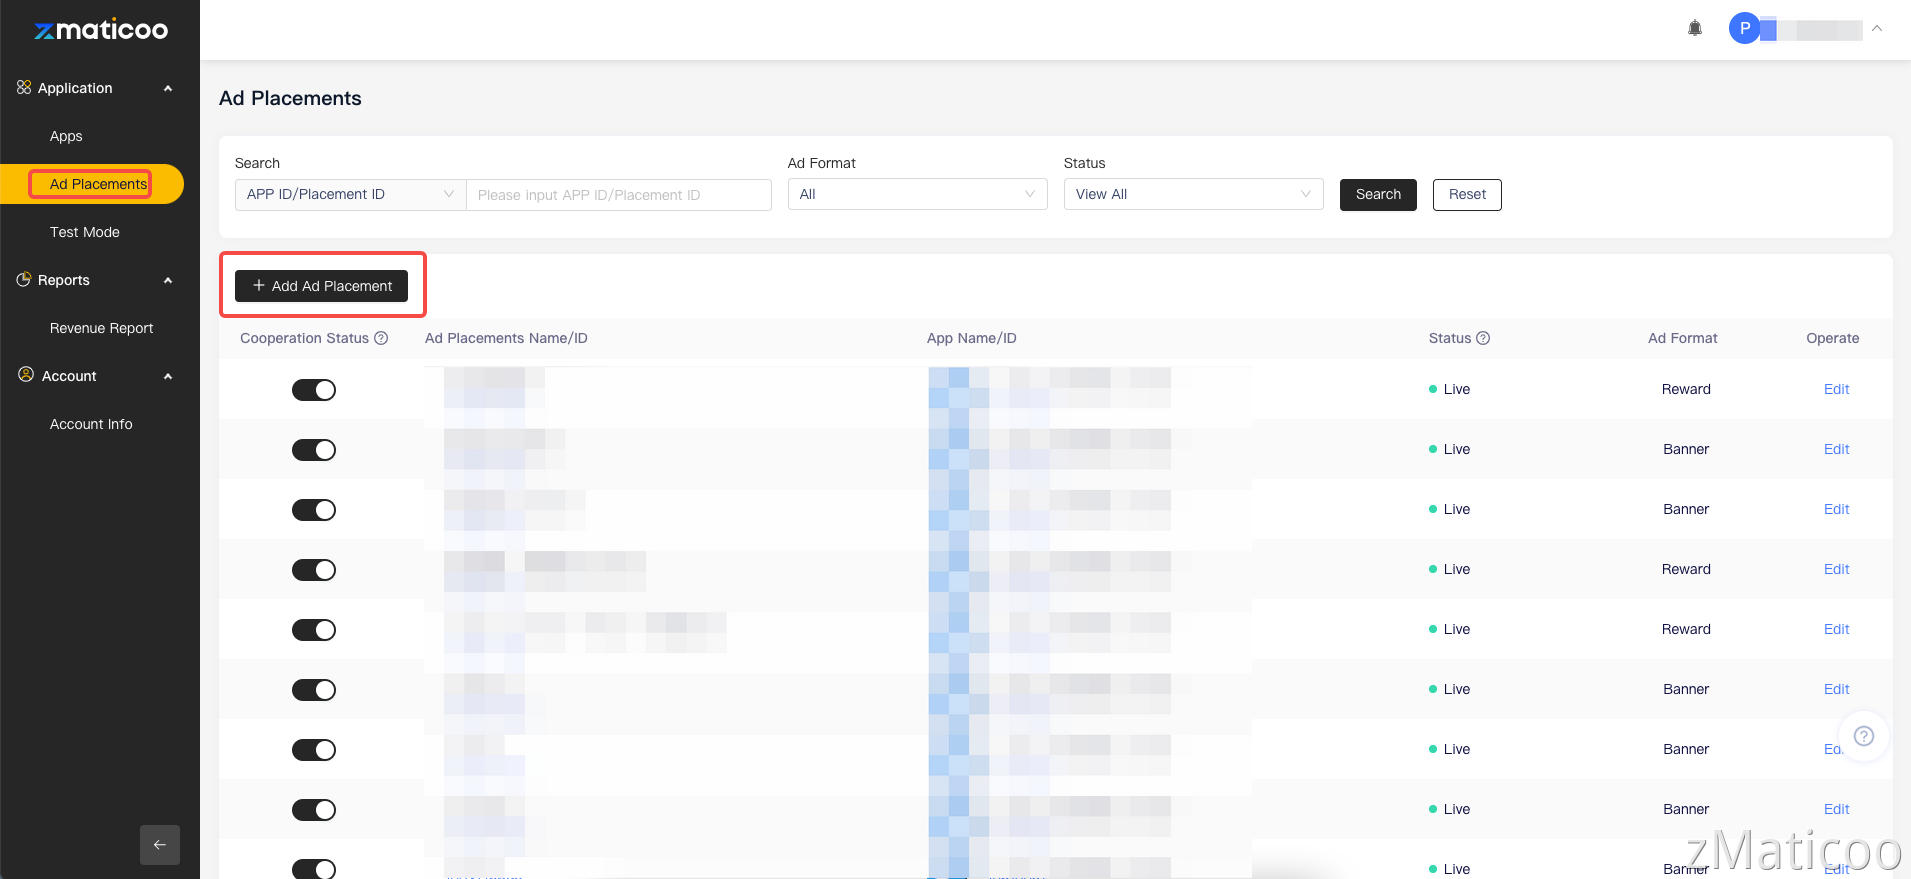 zmaticoo
P
Application
Apps
Ad Placements
Test Mode
Reports
Revenue Report
Account
Account Info
Ad Placements
Search
Ad Format
Status
APP ID/Placement ID
Please input APP ID/Placement ID
All
View All
Search
Reset
+ Add Ad Placement
Cooperation Status
Ad Placements Name/ID
App Name/ID
Status
Ad Format
Operate
Live
Reward
Edit
Live
Banner
Edit
Live
Banner
Edit
Live
Reward
Edit
Live
Reward
Edit
Live
Banner
Edit
Live
Banner
Live
Banner
Edit
Live
Banner
Edit
zMaticoo